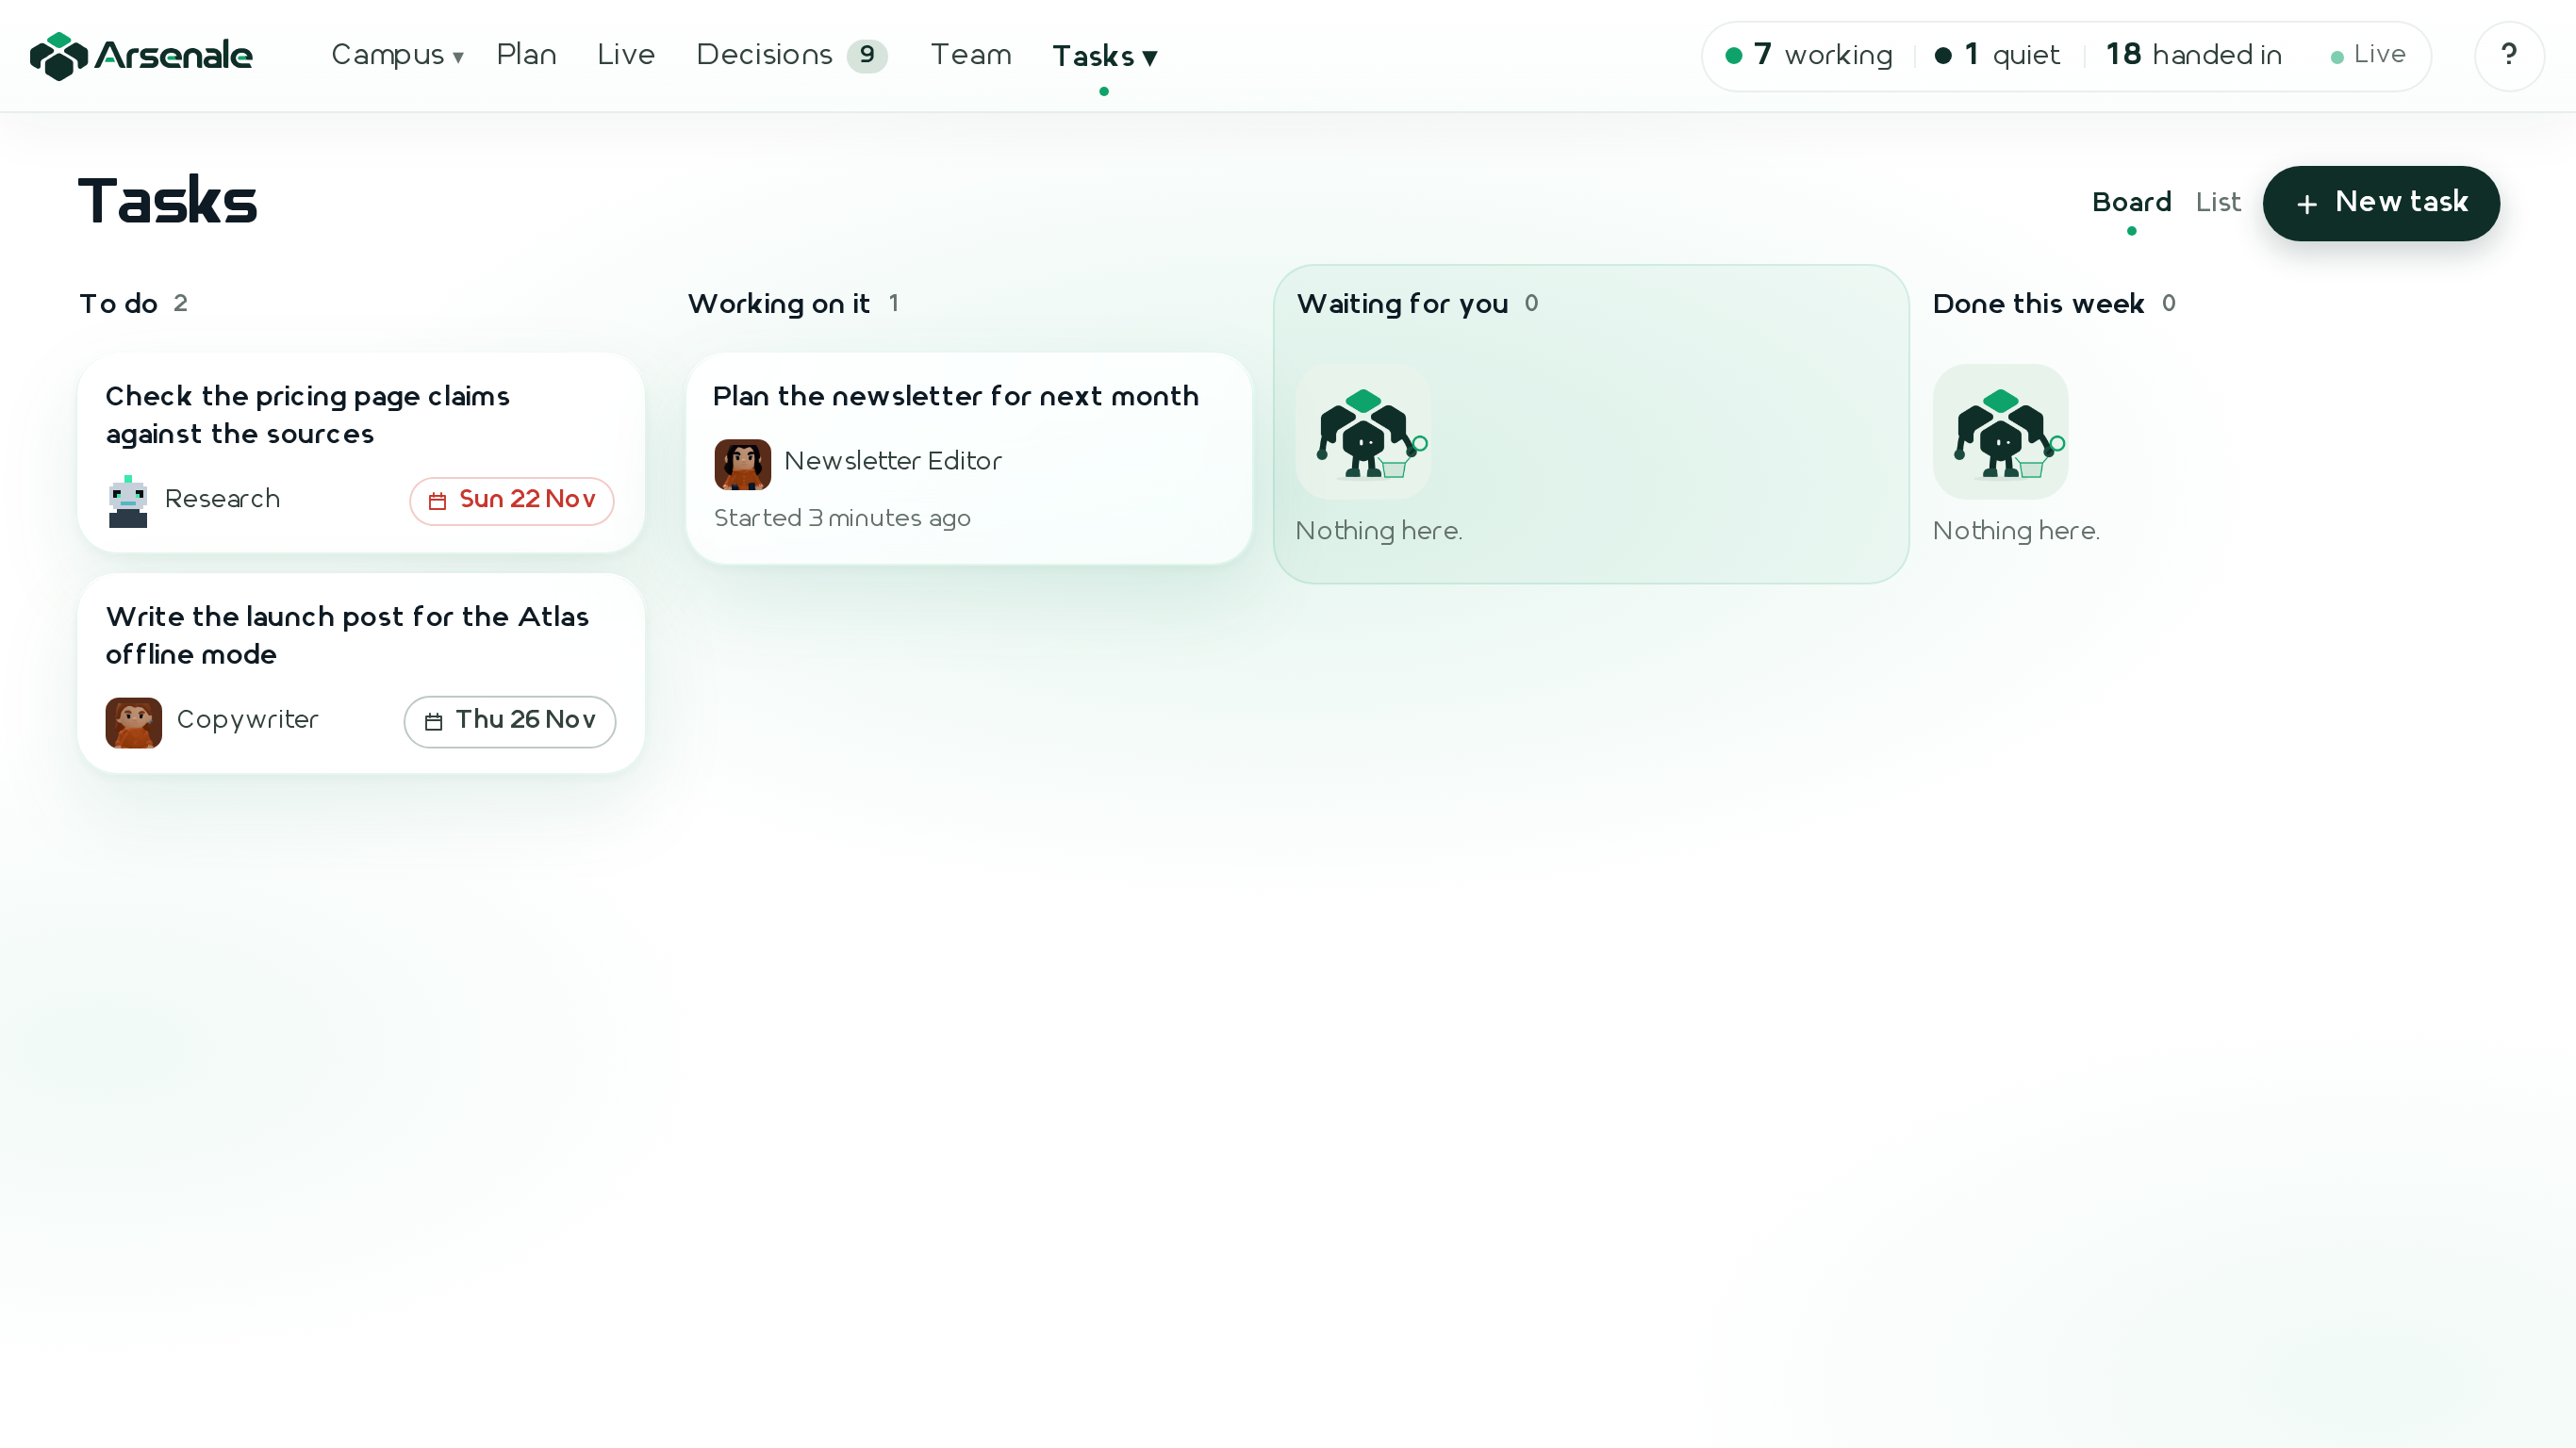 Arsenale
Campus ▾ Plan Live Decisions 9 Team Tasks ▾
7 working 1 quiet 18 handed in Live ?
Tasks
Board List + New task
To do 2
Check the pricing page claims
against the sources
Research Sun 22 Nov
Write the launch post for the Atlas
offline mode
Copywriter Thu 26 Nov
Working on it 1
Plan the newsletter for next month
Newsletter Editor
Started 3 minutes ago
Waiting for you 0
Nothing here.
Done this week 0
Nothing here.